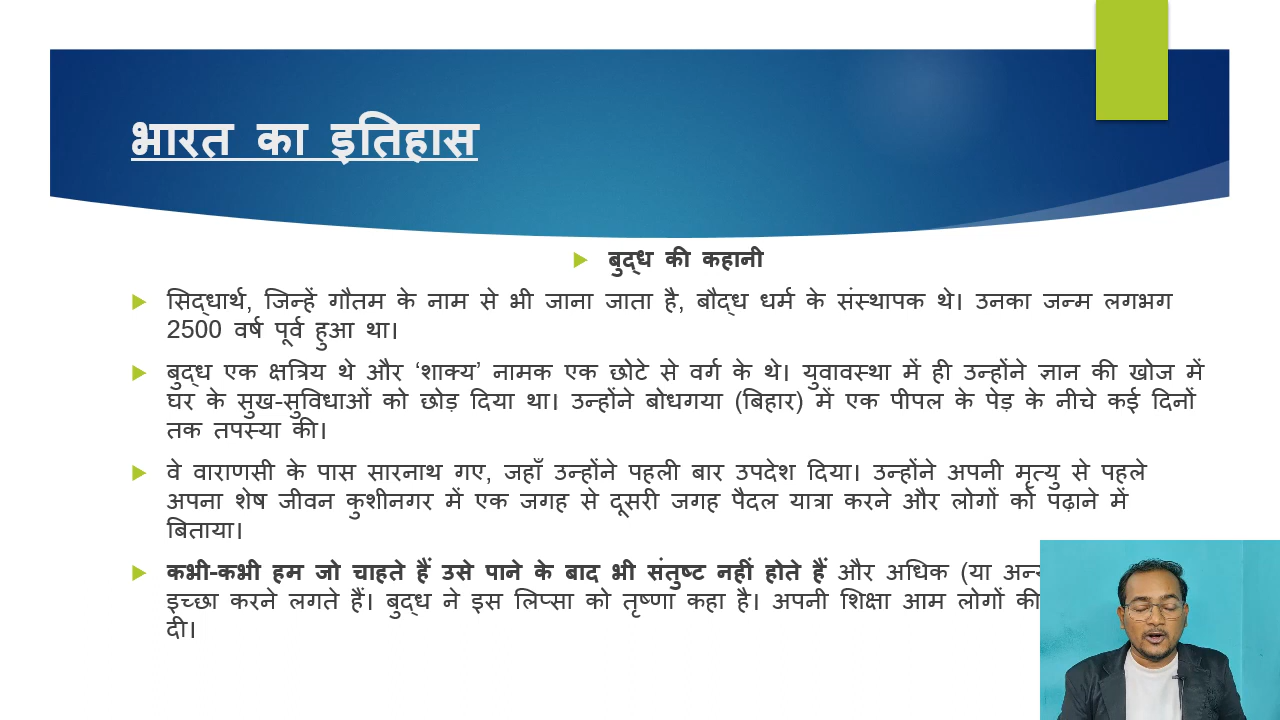 भारत का इतिहास
बुद्ध की कहानी
सिद्धार्थ, जिन्हें गौतम के नाम से भी जाना जाता है, बौद्ध धर्म के संस्थापक थे। उनका जन्म लगभग
2500 वर्ष पूर्व हुआ था।
बुद्ध एक क्षत्रिय थे और ‘शाक्य’ नामक एक छोटे से वर्ग के थे। युवावस्था में ही उन्होंने ज्ञान की खोज में
घर के सुख-सुविधाओं को छोड़ दिया था। उन्होंने बोधगया (बिहार) में एक पीपल के पेड़ के नीचे कई दिनों
तक तपस्या की।
वे वाराणसी के पास सारनाथ गए, जहाँ उन्होंने पहली बार उपदेश दिया। उन्होंने अपनी मृत्यु से पहले
अपना शेष जीवन कुशीनगर में एक जगह से दूसरी जगह पैदल यात्रा करने और लोगों को पढ़ाने में
बिताया।
कभी-कभी हम जो चाहते हैं उसे पाने के बाद भी संतुष्ट नहीं होते हैं और अधिक (या
इच्छा करने लगते हैं। बुद्ध ने इस लिप्सा को तृष्णा कहा है। अपनी शिक्षा आम लोगों की
दी।